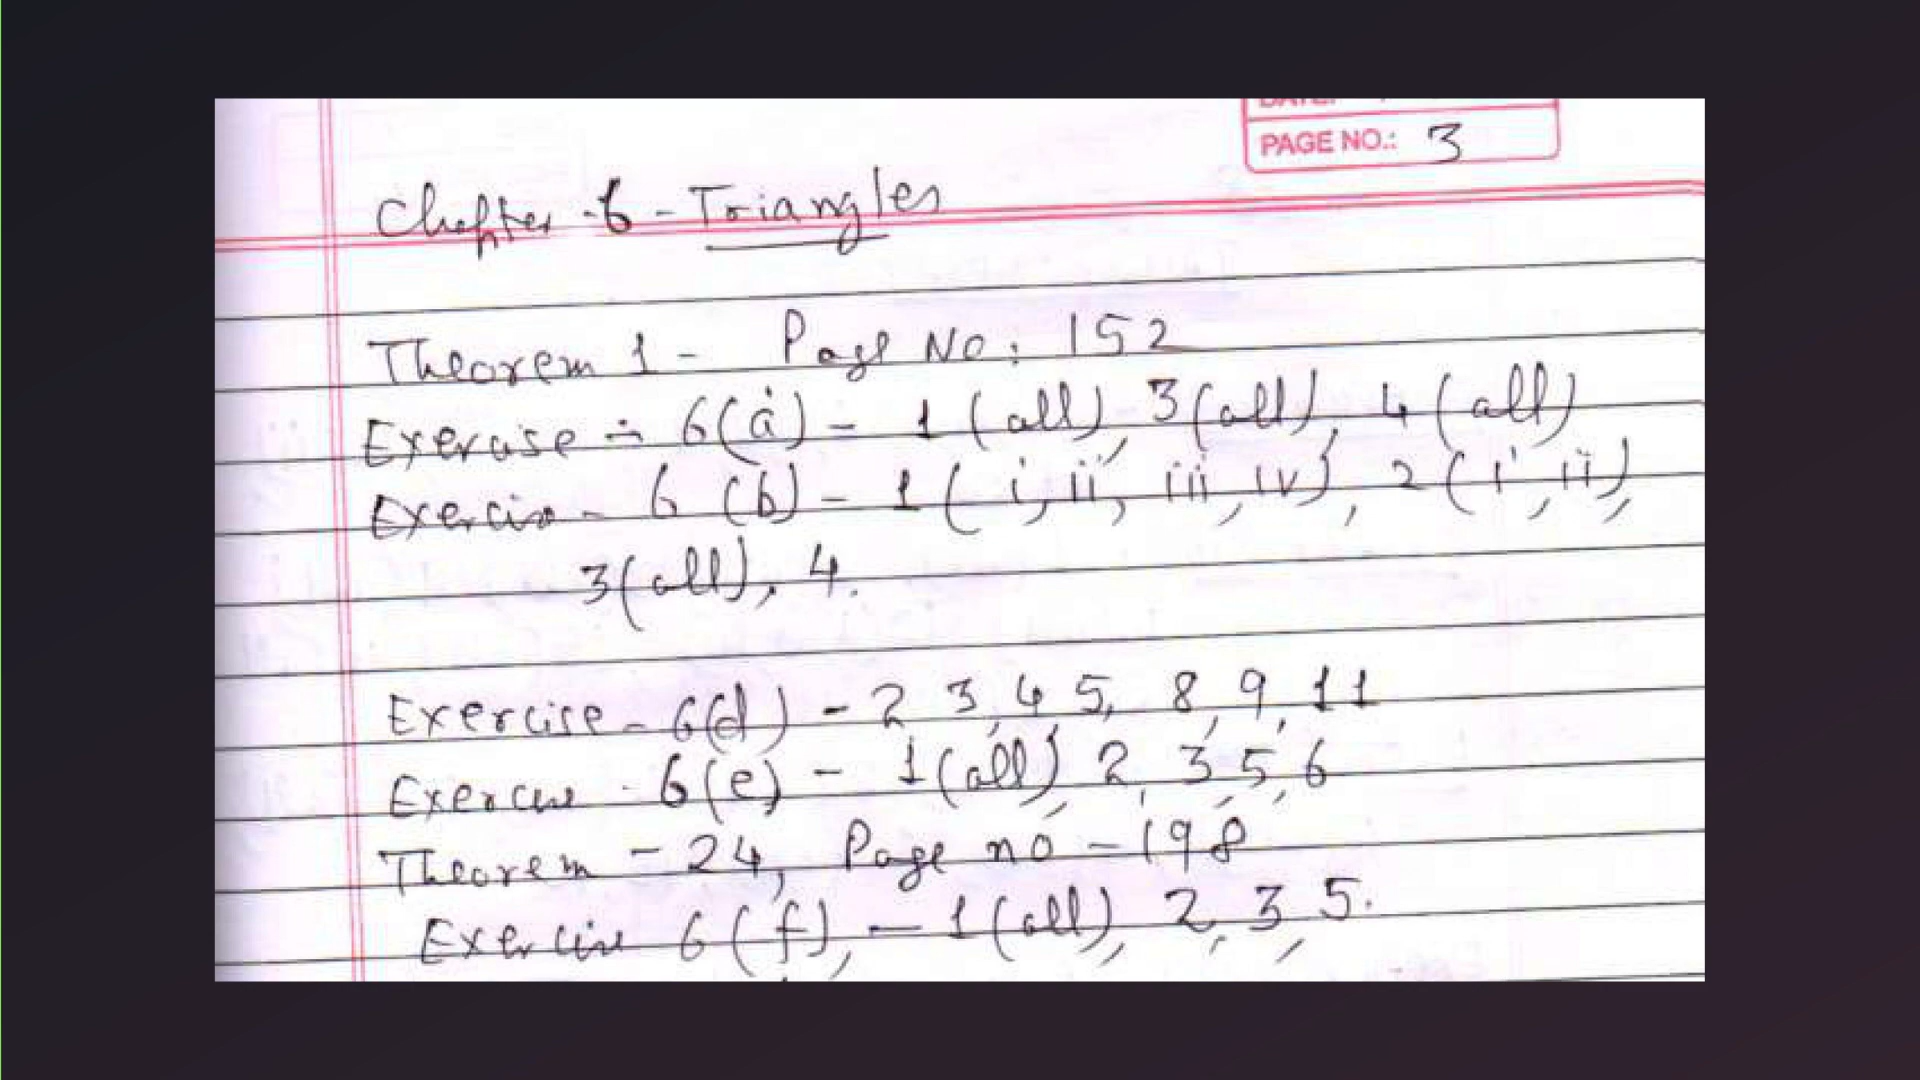 PAGE NO.: 3
Chapter - 6 - Triangles
Theorem 1 - Page No: 152
Exercise - 6(a) - 1 (all), 3(all), 4 (all)
Exercise - 6 (b) - 1 (i, ii, iii, iv), 2 (i, ii),
3(all), 4.
Exercise - 6(d) - 2 3, 4, 5, 8, 9, 11
Exercise - 6(e) - 1(all), 2, 3, 5, 6
Theorem - 24, Page no - 198
Exercise 6(f), - 1(all), 2, 3, 5.